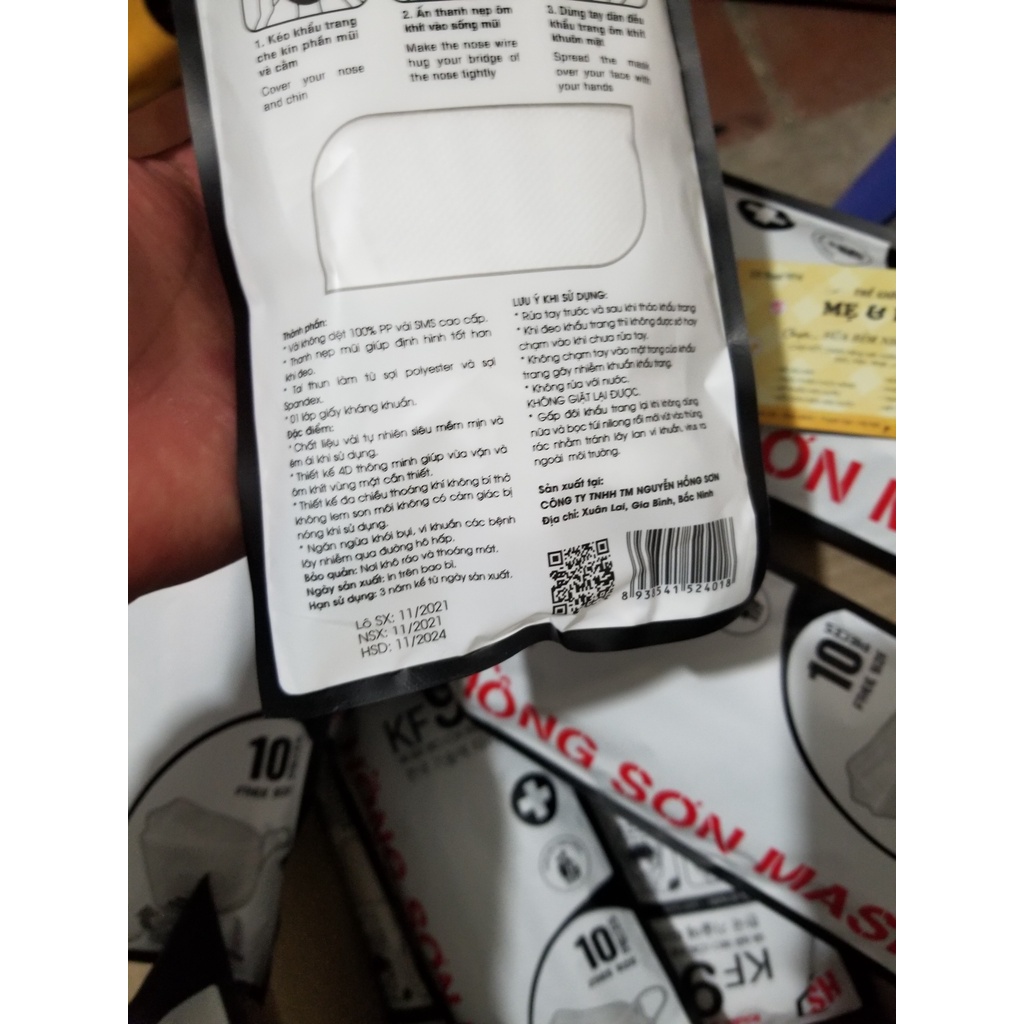 1. Kéo khẩu trang
che kín phần mũi
và cằm
Cover your nose
and chin
2. Ấn thanh nẹp ôm
khít vào sống mũi
Make the nose wire
hug your bridge of
the nose tightly
3. Dùng tay dàn đều
khẩu trang ôm khít
khuôn mặt
Spread the mask
over your face with
your hands
Thành phần:
* Vải không dệt 100% PP vải SMS cao cấp.
* Thanh nẹp mũi giúp định hình tốt hơn
khi đeo.
* Tai thun làm từ sợi polyester và sợi
Spandex.
* 01 lớp giấy kháng khuẩn.
Đặc điểm:
* Chất liệu vải tự nhiên siêu mềm mịn và
êm ái khi sử dụng.
* Thiết kế 4D thông minh giúp vừa vặn và
ôm khít vùng mặt cần thiết.
* Thiết kế đa chiều thoáng khí không bí thở
không lem son môi không có cảm giác bị
nóng khi sử dụng.
* Ngăn ngừa khói bụi, vi khuẩn các bệnh
lây nhiễm qua đường hô hấp.
Bảo quản: Nơi khô ráo và thoáng mát.
Ngày sản xuất: In trên bao bì.
Hạn sử dụng: 3 năm kể từ ngày sản xuất.
Lô SX: 11/2021
NSX: 11/2021
HSD: 11/2024
LƯU Ý KHI SỬ DỤNG:
* Rửa tay trước và sau khi tháo khẩu trang
* Khi đeo khẩu trang thì không được sờ hay
chạm vào khi chưa rửa tay.
* Không chạm tay vào mặt trong của khẩu
trang gây nhiễm khuẩn khẩu trang.
* Không rửa với nước.
KHÔNG GIẶT LẠI ĐƯỢC.
* Gấp đôi khẩu trang lại khi không dùng
nữa và bọc túi nilong rồi mới vứt vào thùng
rác nhằm tránh lây lan vi khuẩn, virus ra
ngoài môi trường.
Sản xuất tại:
CÔNG TY TNHH TM NGUYỄN HỒNG SƠN
Địa chỉ: Xuân Lai, Gia Bình, Bắc Ninh
8 93 541 524018
MẸ &
ƠN M
10
FREE SIZE
KF9
HỒNG SƠN MAS
10
FREE SIZE
HỒNG SƠN
10
FREE SIZE
KF9
SH